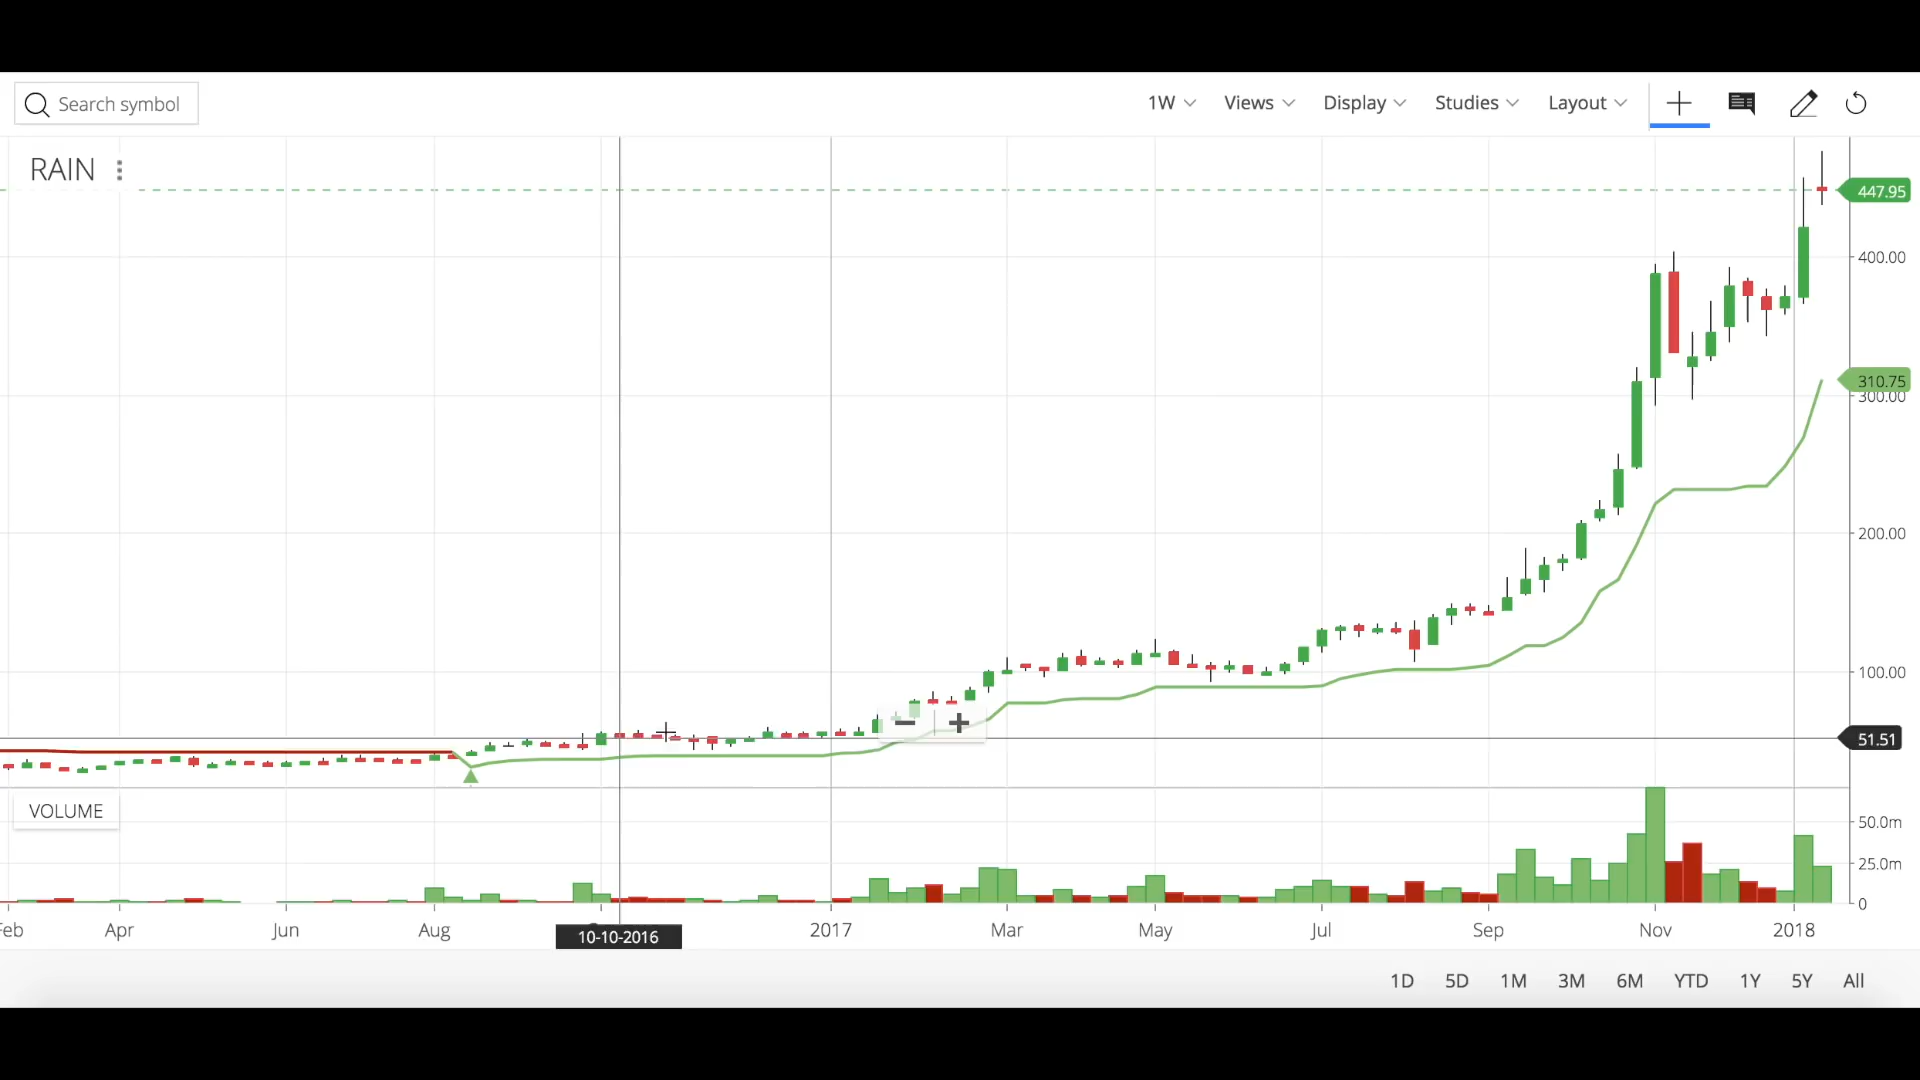 Search symbol
1W Views Display Studies Layout
RAIN
447.95
400.00
310.75
300.00
200.00
100.00
51.51
VOLUME
50.0m
25.0m
0
Apr Jun Aug 10-10-2016 2017 Mar May Jul Sep Nov 2018
1D 5D 1M 3M 6M YTD 1Y 5Y All